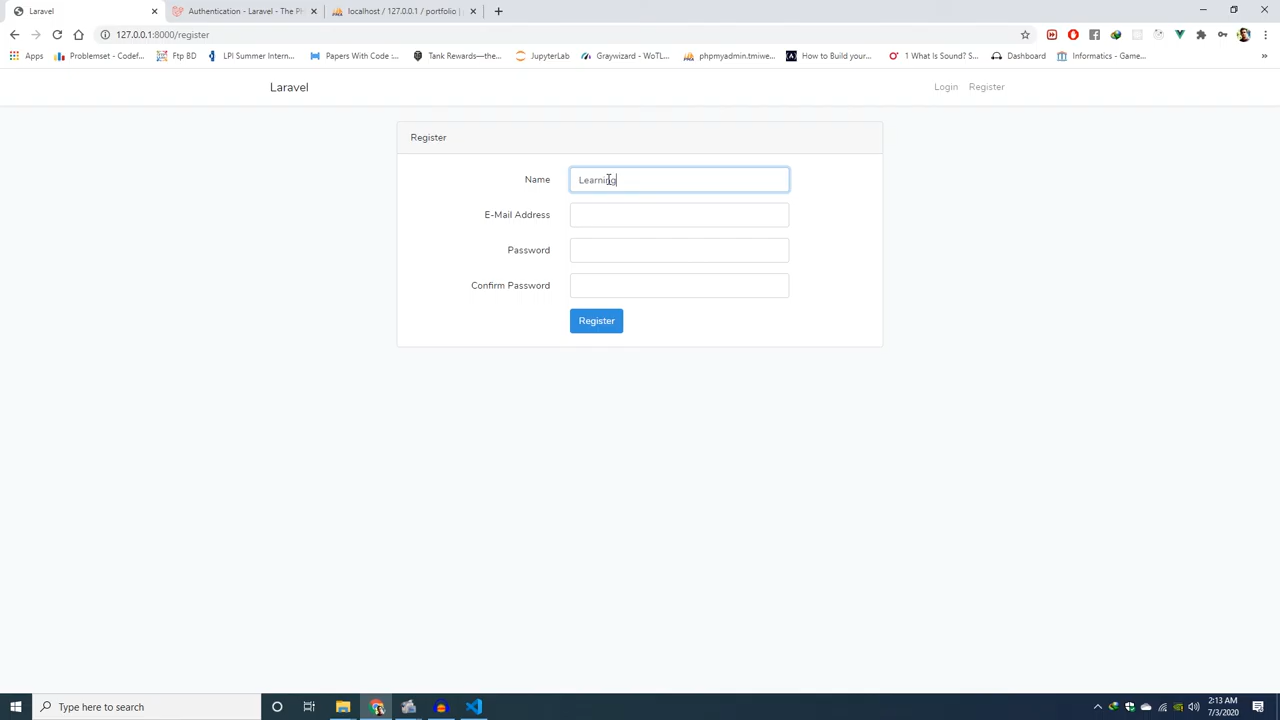 Laravel
Authentication - Laravel - The Ph
localhost / 127.0.0.1 / portfolio |
127.0.0.1:8000/register
Apps
Problemset - Codef...
Ftp BD
LPI Summer Intern...
Papers With Code :...
Tank Rewards—the...
JupyterLab
Graywizard - WoTL...
phpmyadmin.tmiwe...
How to Build your...
1 What Is Sound? S...
Dashboard
Informatics - Game...
Laravel
Login
Register
Register
Name
Learning
E-Mail Address
Password
Confirm Password
Register
Type here to search
2:13 AM
7/3/2020